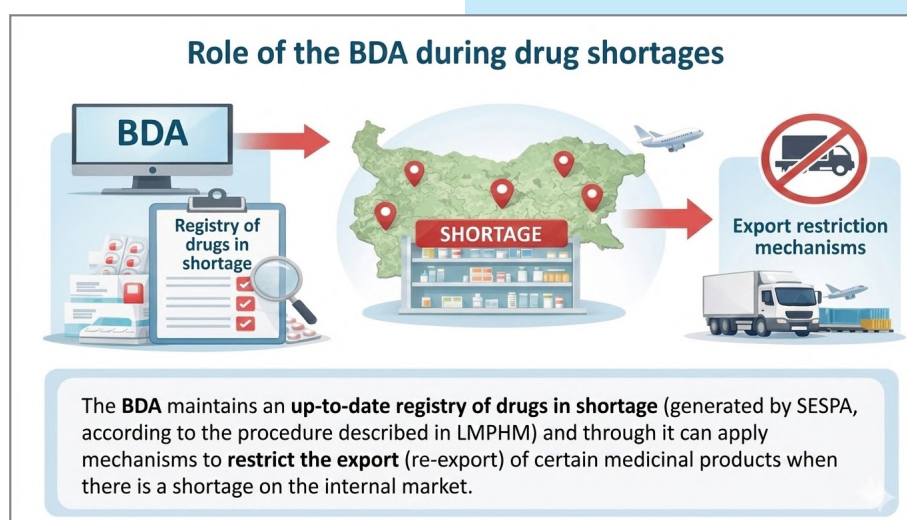 Role of the BDA during drug shortages
BDA
Registry of
drugs in
shortage
SHORTAGE
Export restriction
mechanisms
The BDA maintains an up-to-date registry of drugs in shortage (generated by SESPA,
according to the procedure described in LMPHM) and through it can apply
mechanisms to restrict the export (re-export) of certain medicinal products when
there is a shortage on the internal market.